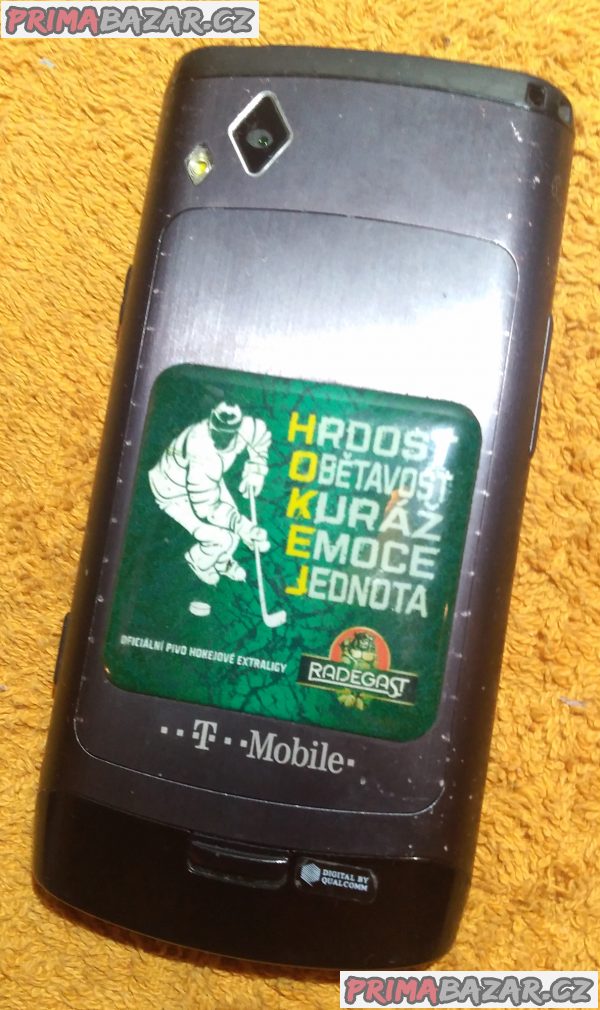 PRIMABAZAR.CZ
HRDOST
OBĚTAVOST
KURÁŽ
EMOCE
JEDNOTA
OFICIÁLNÍ PIVO HOKEJOVÉ EXTRALIGY
RADEGAST
··T··Mobile·
DIGITAL BY
QUALCOMM
PRIMABAZAR.CZ